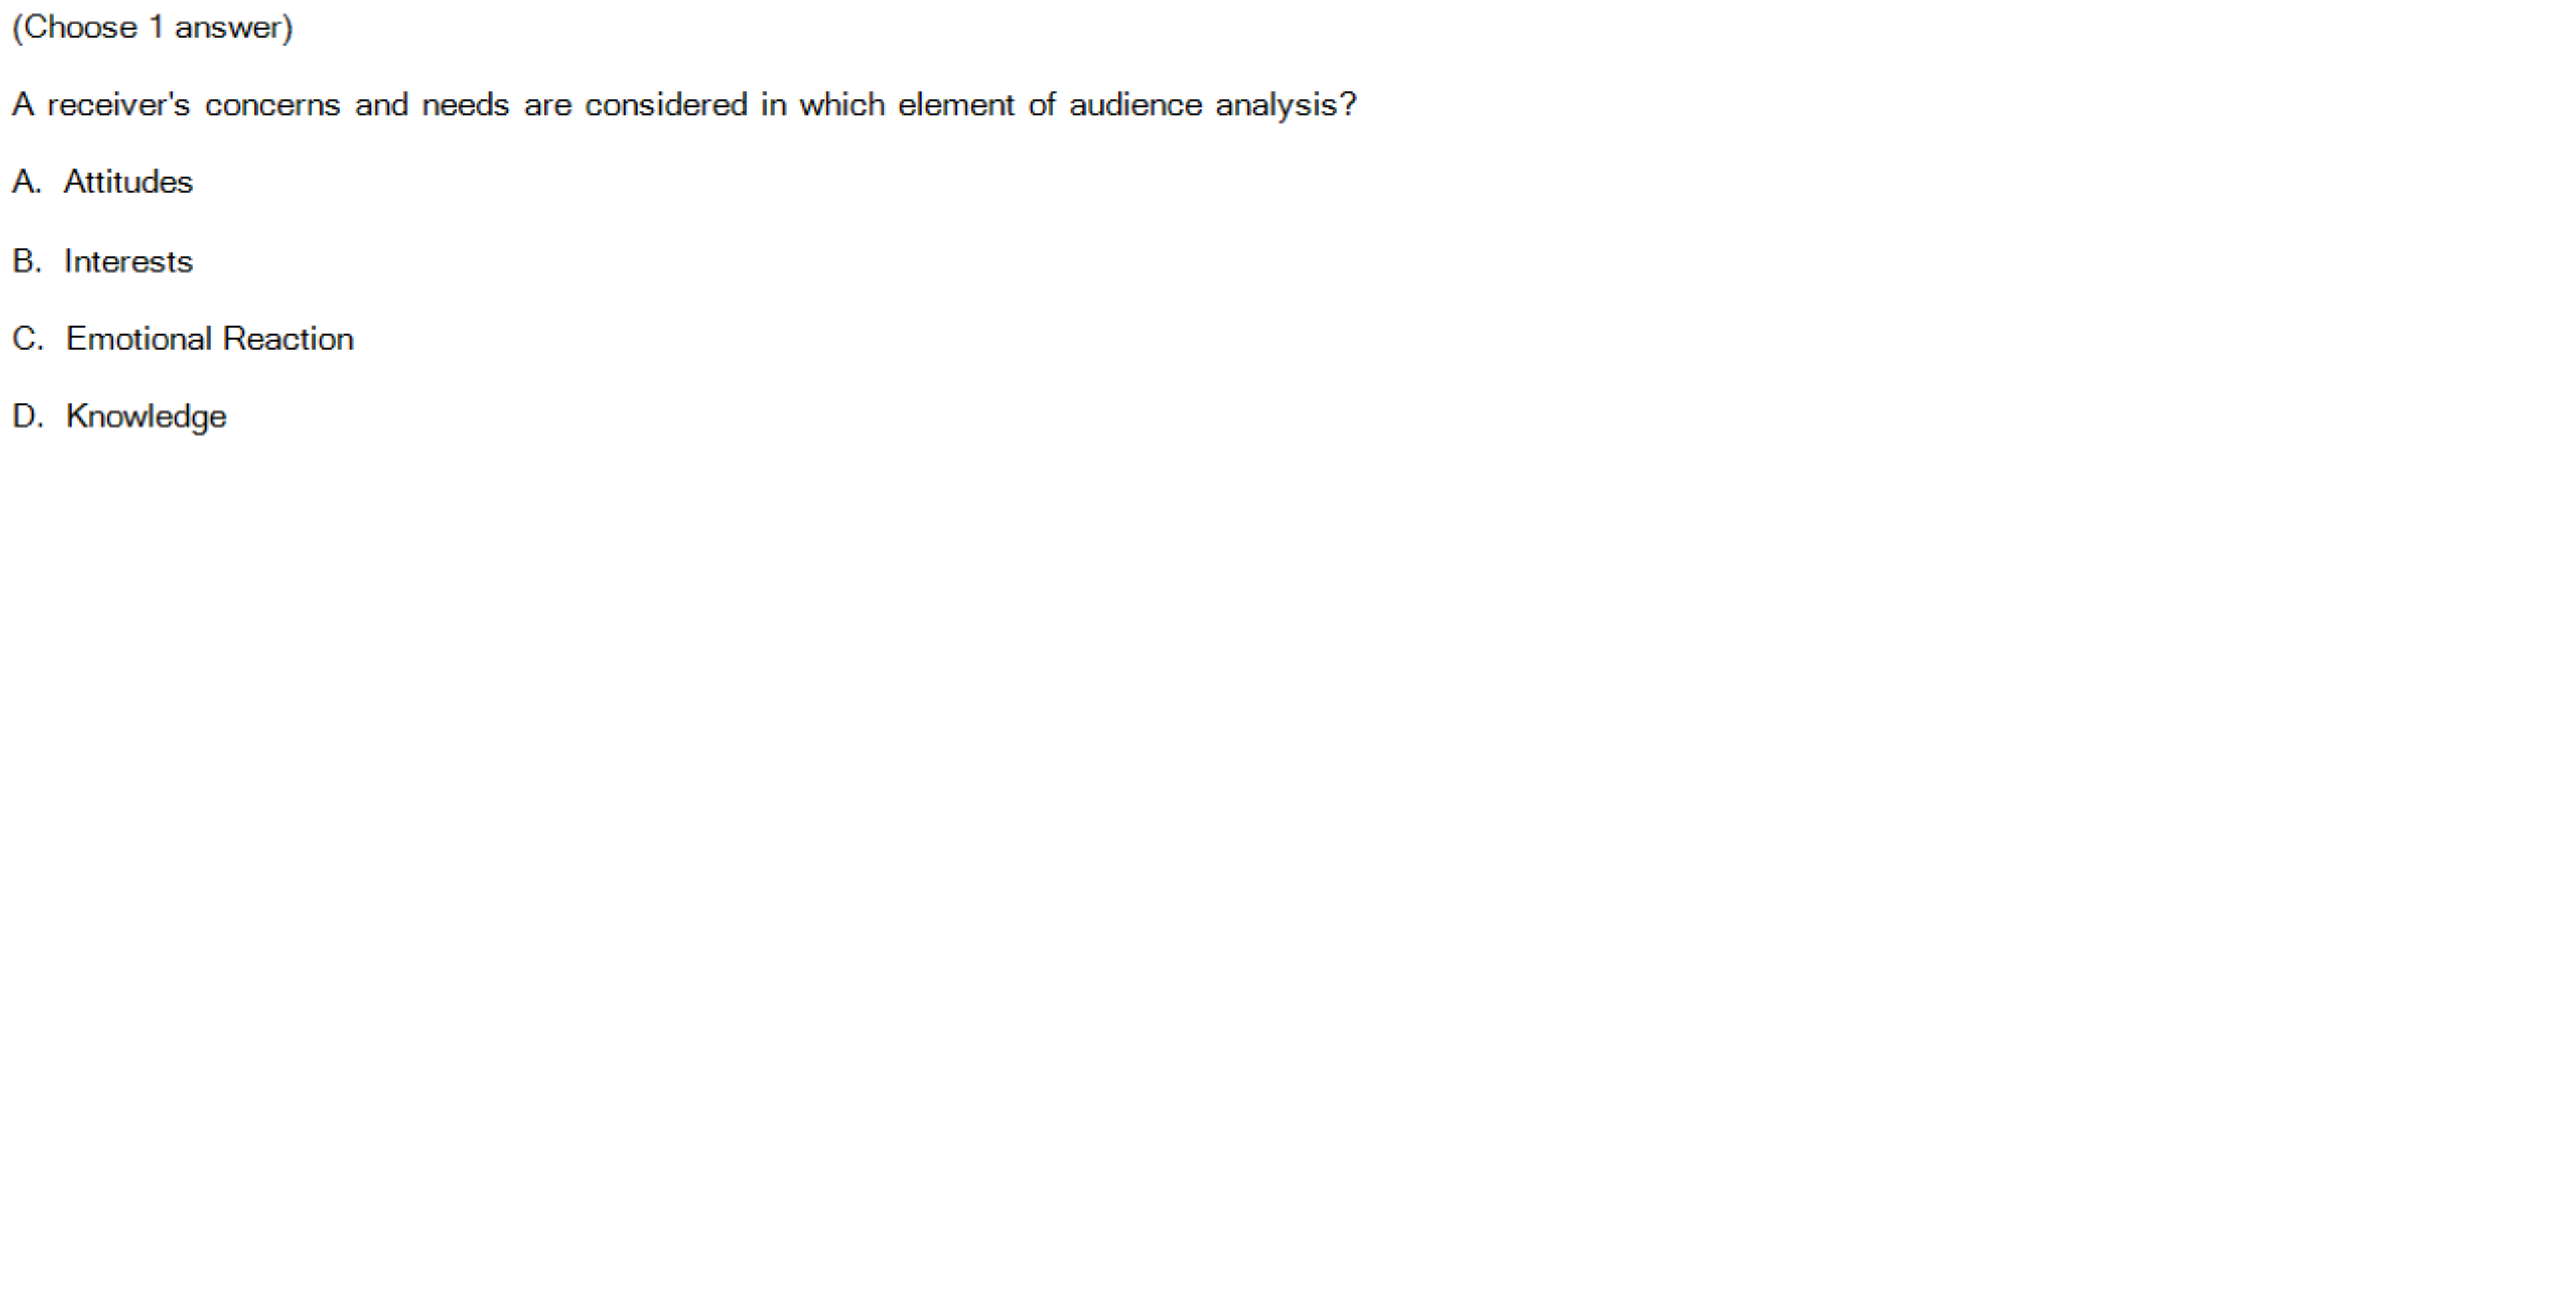 (Choose 1 answer)
A receiver's concerns and needs are considered in which element of audience analysis?
A. Attitudes
B. Interests
C. Emotional Reaction
D. Knowledge